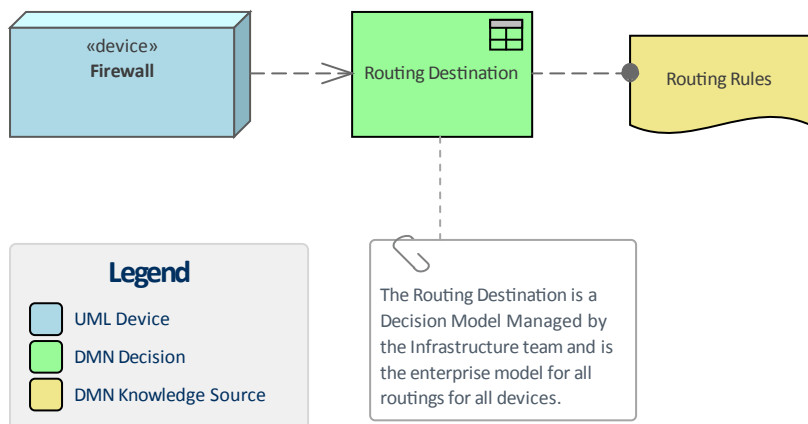 «device»
Firewall
Routing Destination
Routing Rules
Legend
UML Device
DMN Decision
DMN Knowledge Source
The Routing Destination is a
Decision Model Managed by
the Infrastructure team and is
the enterprise model for all
routings for all devices.